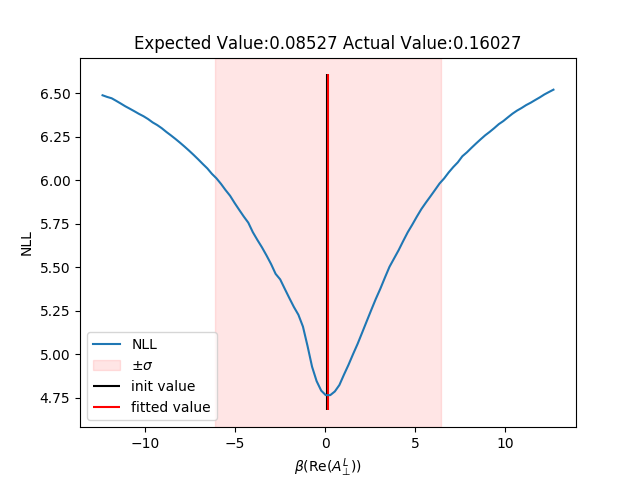 Expected Value:0.08527 Actual Value:0.16027
6.50
6.25
6.00
5.75
5.50
5.25
5.00
4.75
NLL
NLL
±σ
init value
fitted value
−10
−5
0
5
10
β(Re(A_⊥^L))